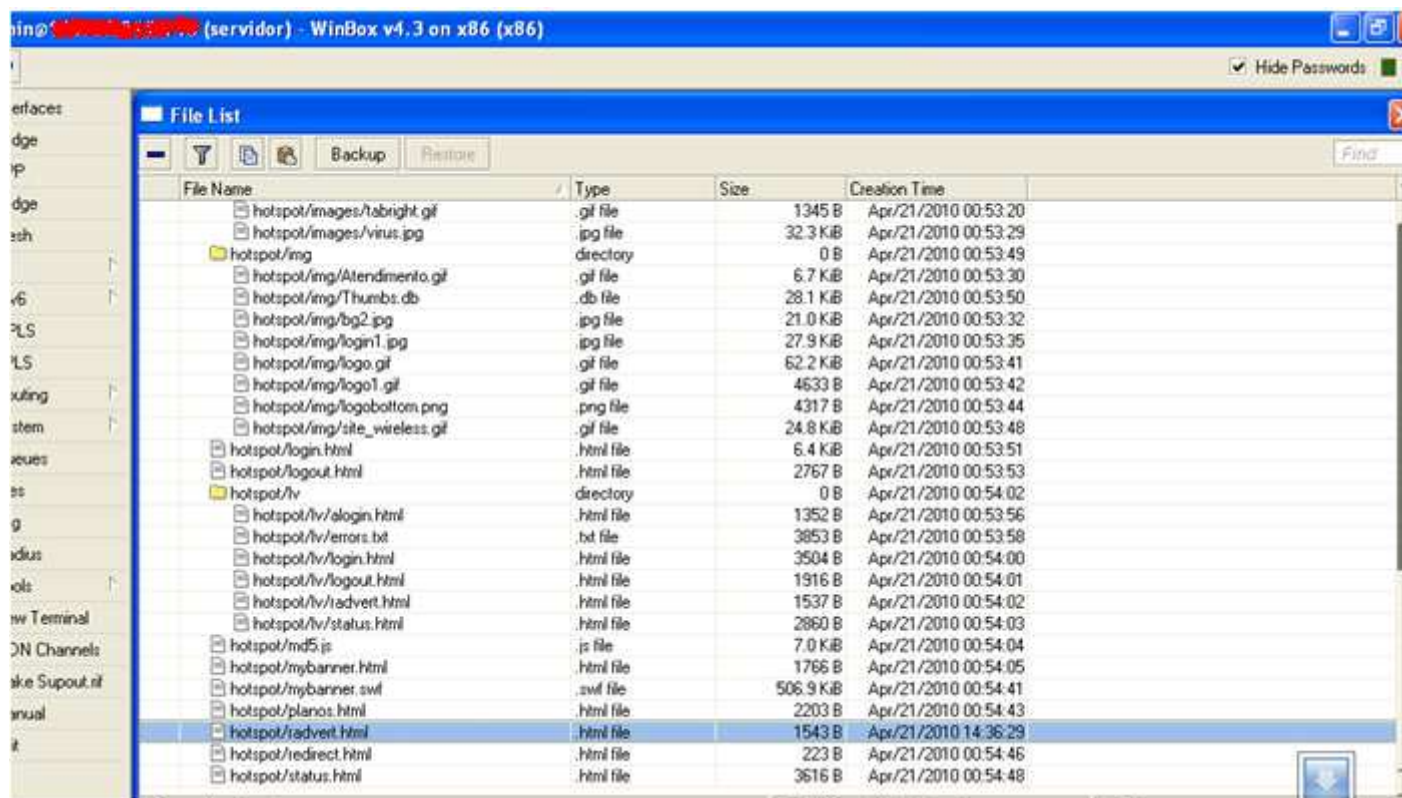 (servidor) - WinBox v4.3 on x86 (x86)
Hide Passwords
File List
Backup Restore Find
File Name Type Size Creation Time
hotspot/images/tabright.gif .gif file 1345 B Apr/21/2010 00:53:20
hotspot/images/virus.jpg .jpg file 32.3 KiB Apr/21/2010 00:53:29
hotspot/img directory 0 B Apr/21/2010 00:53:49
hotspot/img/Atendimento.gif .gif file 6.7 KiB Apr/21/2010 00:53:30
hotspot/img/Thumbs.db .db file 28.1 KiB Apr/21/2010 00:53:50
hotspot/img/bg2.jpg .jpg file 21.0 KiB Apr/21/2010 00:53:32
hotspot/img/login1.jpg .jpg file 27.9 KiB Apr/21/2010 00:53:35
hotspot/img/logo.gif .gif file 62.2 KiB Apr/21/2010 00:53:41
hotspot/img/logo1.gif .gif file 4633 B Apr/21/2010 00:53:42
hotspot/img/logobottom.png .png file 4317 B Apr/21/2010 00:53:44
hotspot/img/site_wireless.gif .gif file 24.8 KiB Apr/21/2010 00:53:48
hotspot/login.html .html file 6.4 KiB Apr/21/2010 00:53:51
hotspot/logout.html .html file 2767 B Apr/21/2010 00:53:53
hotspot/lv directory 0 B Apr/21/2010 00:54:02
hotspot/lv/alogin.html .html file 1352 B Apr/21/2010 00:53:56
hotspot/lv/errors.txt .txt file 3853 B Apr/21/2010 00:53:58
hotspot/lv/login.html .html file 3504 B Apr/21/2010 00:54:00
hotspot/lv/logout.html .html file 1916 B Apr/21/2010 00:54:01
hotspot/lv/radvert.html .html file 1537 B Apr/21/2010 00:54:02
hotspot/lv/status.html .html file 2860 B Apr/21/2010 00:54:03
hotspot/md5.js .js file 7.0 KiB Apr/21/2010 00:54:04
hotspot/mybanner.html .html file 1766 B Apr/21/2010 00:54:05
hotspot/mybanner.swf .swf file 506.9 KiB Apr/21/2010 00:54:41
hotspot/planos.html .html file 2203 B Apr/21/2010 00:54:43
hotspot/radvert.html .html file 1543 B Apr/21/2010 14:36:29
hotspot/redirect.html .html file 223 B Apr/21/2010 00:54:46
hotspot/status.html .html file 3616 B Apr/21/2010 00:54:48
erfaces
dge
P
dge
esh
v6
PLS
LS
outing
stem
eues
es
g
adius
ools
ew Terminal
DN Channels
ake Supout.rif
anual
it